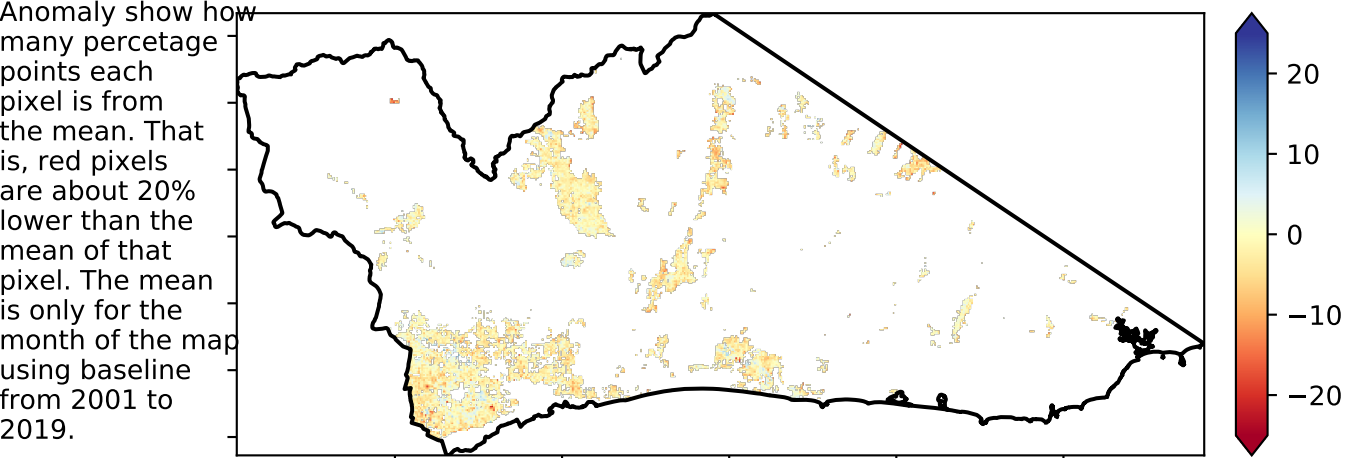 Anomaly show how
many percetage
points each
pixel is from
the mean. That
is, red pixels
are about 20%
lower than the
mean of that
pixel. The mean
is only for the
month of the map
using baseline
from 2001 to
2019.
20
10
0
−10
−20